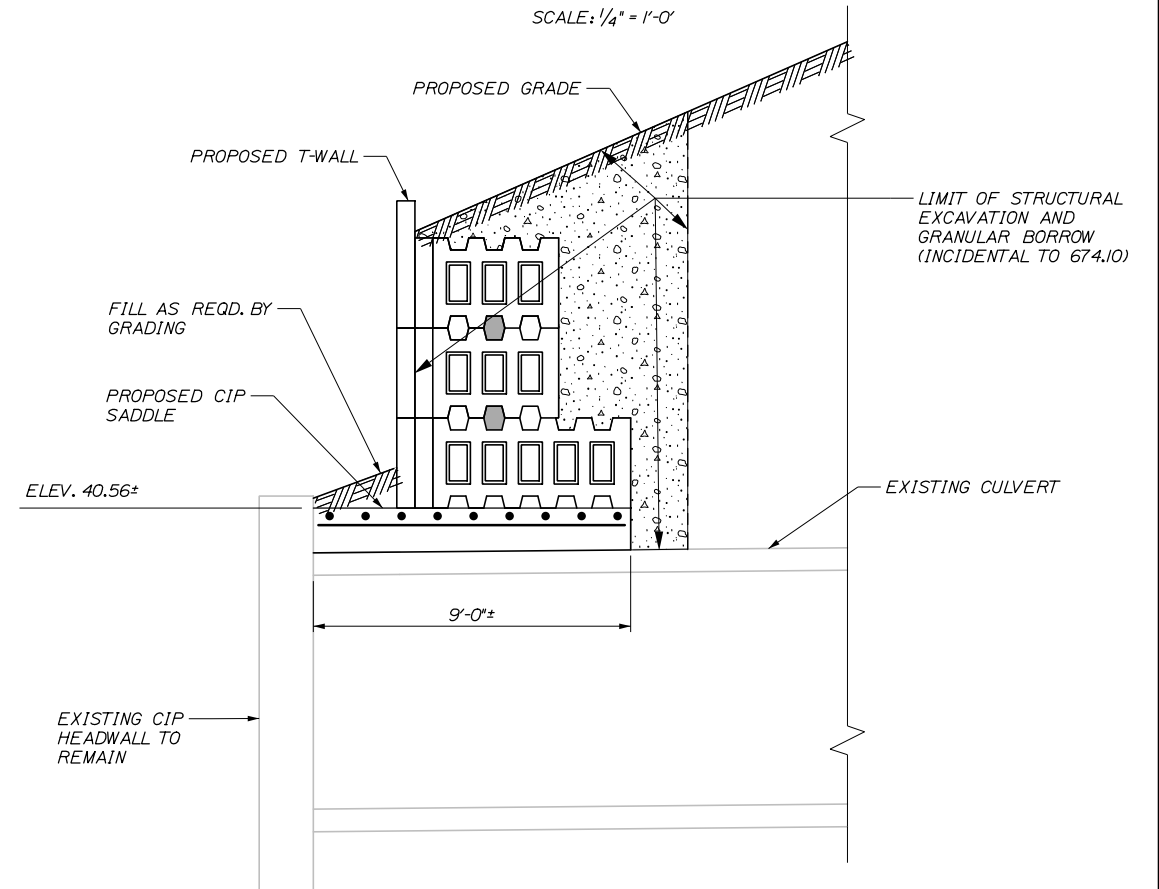 SCALE: 1/4" = 1'-0'
PROPOSED GRADE
PROPOSED T-WALL
LIMIT OF STRUCTURAL
EXCAVATION AND
GRANULAR BORROW
(INCIDENTAL TO 674.10)
FILL AS REQD. BY
GRADING
PROPOSED CIP
SADDLE
ELEV. 40.56±
EXISTING CULVERT
9'-0"±
EXISTING CIP
HEADWALL TO
REMAIN